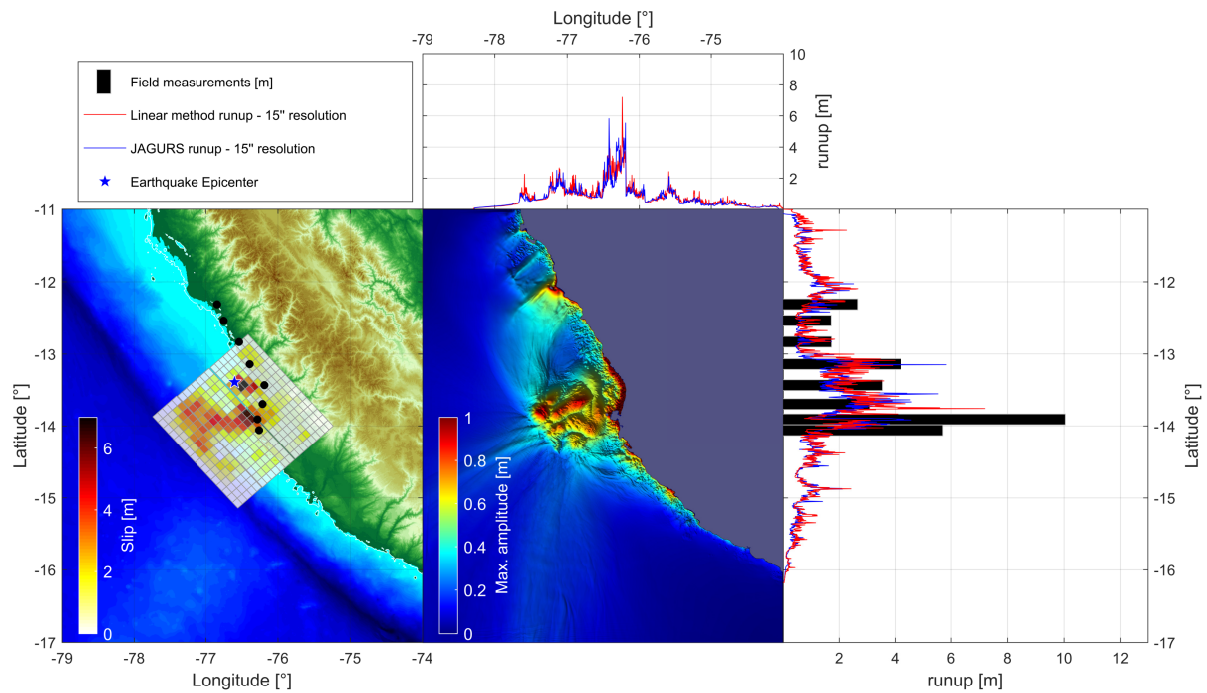 Longitude [°]
-79 -78 -77 -76 -75
10
8
6
4
2
runup [m]
Field measurements [m]
Linear method runup - 15" resolution
JAGURS runup - 15" resolution
Earthquake Epicenter
-11
-12
-13
-14
-15
-16
-17
Latitude [°]
6
4
2
0
Slip [m]
-79 -78 -77 -76 -75 -74
Longitude [°]
1
0.8
0.6
0.4
0.2
0
Max. amplitude [m]
-12
-13
-14
-15
-16
-17
Latitude [°]
2 4 6 8 10 12
runup [m]